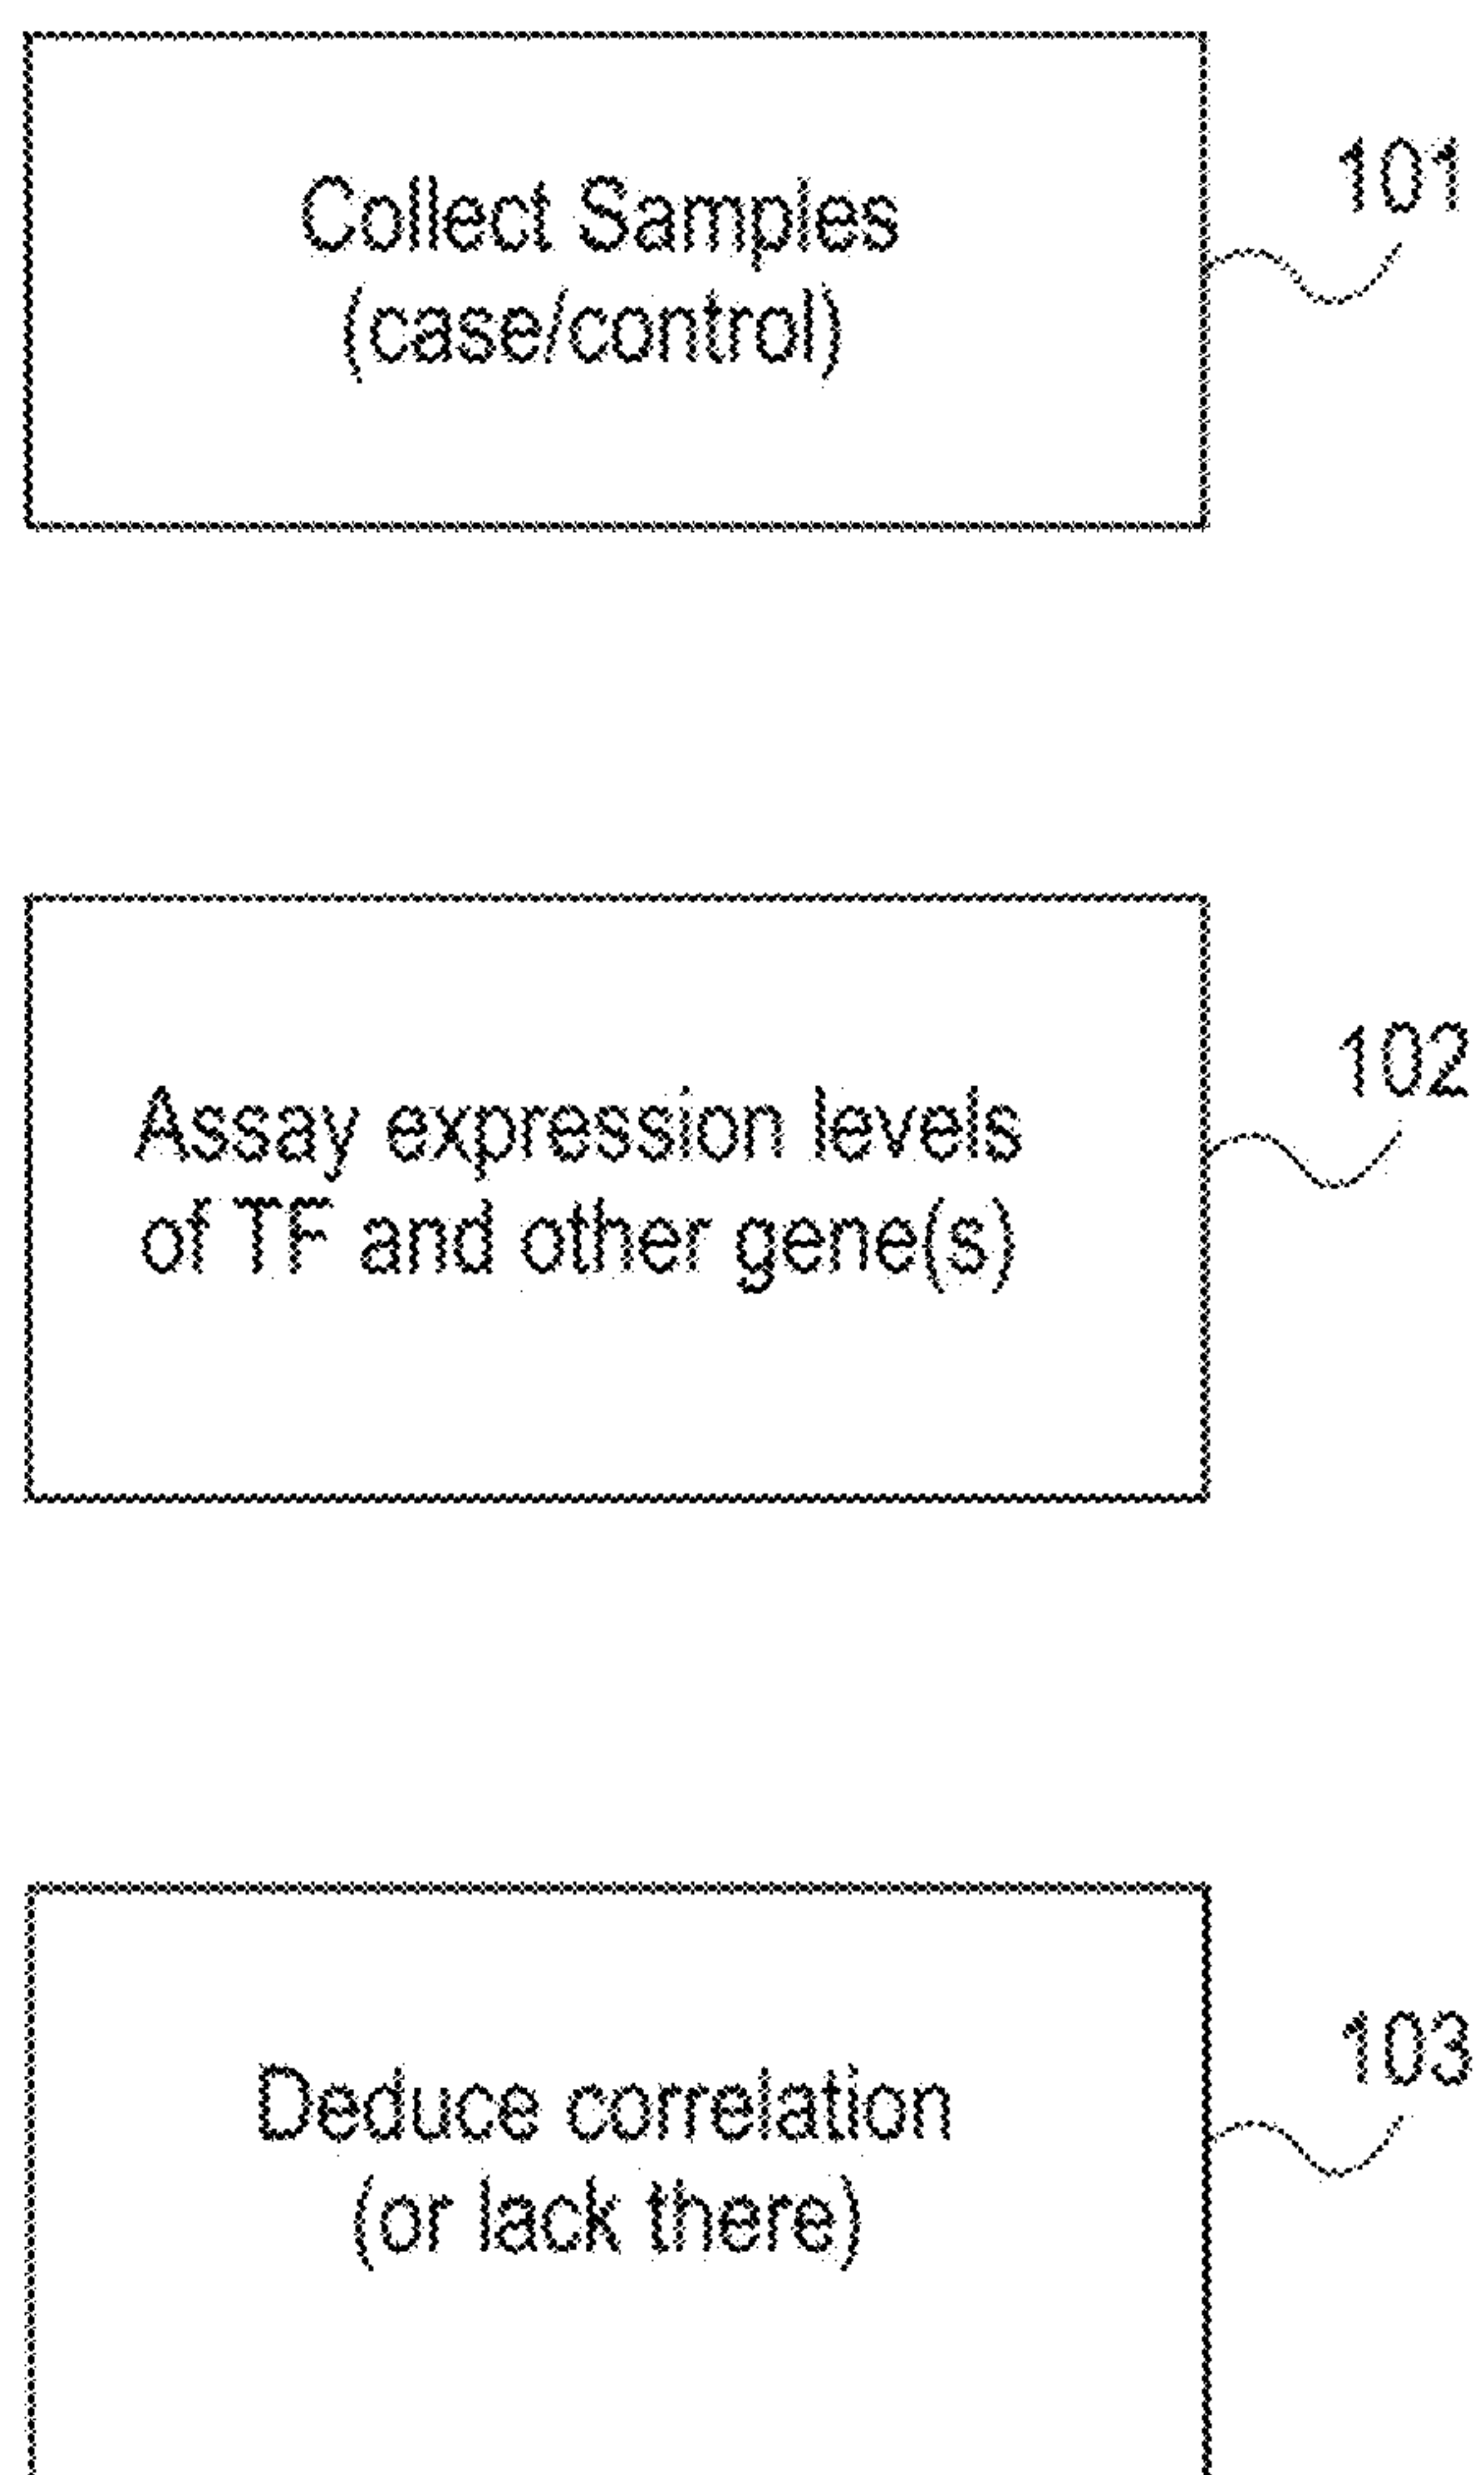 Collect Samples
(case/control)
101
Assay expression levels
of TF and other gene(s)
102
Deduce correlation
(or lack there)
103